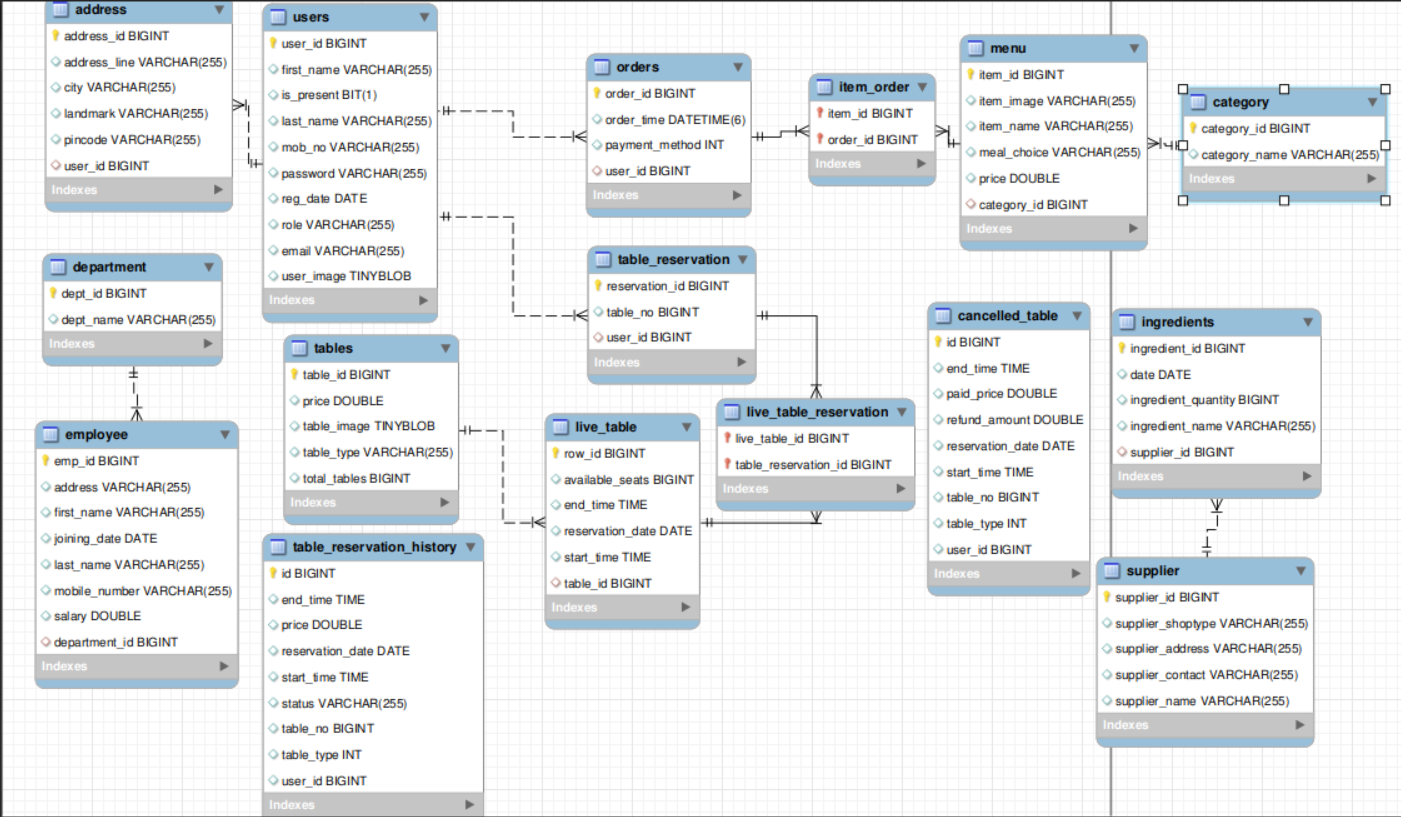 address
address_id BIGINT
address_line VARCHAR(255)
city VARCHAR(255)
landmark VARCHAR(255)
pincode VARCHAR(255)
user_id BIGINT
Indexes
users
user_id BIGINT
first_name VARCHAR(255)
is_present BIT(1)
last_name VARCHAR(255)
mob_no VARCHAR(255)
password VARCHAR(255)
reg_date DATE
role VARCHAR(255)
email VARCHAR(255)
user_image TINYBLOB
Indexes
orders
order_id BIGINT
order_time DATETIME(6)
payment_method INT
user_id BIGINT
Indexes
item_order
item_id BIGINT
order_id BIGINT
Indexes
menu
item_id BIGINT
item_image VARCHAR(255)
item_name VARCHAR(255)
meal_choice VARCHAR(255)
price DOUBLE
category_id BIGINT
Indexes
category
category_id BIGINT
category_name VARCHAR(255)
Indexes
department
dept_id BIGINT
dept_name VARCHAR(255)
Indexes
table_reservation
reservation_id BIGINT
table_no BIGINT
user_id BIGINT
Indexes
tables
table_id BIGINT
price DOUBLE
table_image TINYBLOB
table_type VARCHAR(255)
total_tables BIGINT
Indexes
cancelled_table
id BIGINT
end_time TIME
paid_price DOUBLE
refund_amount DOUBLE
reservation_date DATE
start_time TIME
table_no BIGINT
table_type INT
user_id BIGINT
Indexes
ingredients
ingredient_id BIGINT
date DATE
ingredient_quantity BIGINT
ingredient_name VARCHAR(255)
supplier_id BIGINT
Indexes
employee
emp_id BIGINT
address VARCHAR(255)
first_name VARCHAR(255)
joining_date DATE
last_name VARCHAR(255)
mobile_number VARCHAR(255)
salary DOUBLE
department_id BIGINT
Indexes
live_table
row_id BIGINT
available_seats BIGINT
end_time TIME
reservation_date DATE
start_time TIME
table_id BIGINT
Indexes
live_table_reservation
live_table_id BIGINT
table_reservation_id BIGINT
Indexes
table_reservation_history
id BIGINT
end_time TIME
price DOUBLE
reservation_date DATE
start_time TIME
status VARCHAR(255)
table_no BIGINT
table_type INT
user_id BIGINT
Indexes
supplier
supplier_id BIGINT
supplier_shoptype VARCHAR(255)
supplier_address VARCHAR(255)
supplier_contact VARCHAR(255)
supplier_name VARCHAR(255)
Indexes